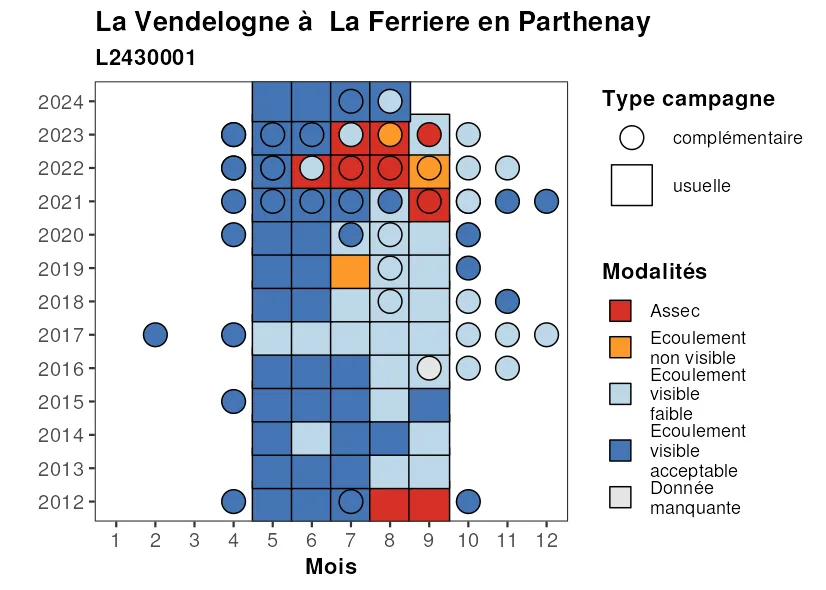 La Vendelogne à  La Ferriere en Parthenay
L2430001
2024
2023
2022
2021
2020
2019
2018
2017
2016
2015
2014
2013
2012
1 2 3 4 5 6 7 8 9 10 11 12
Mois
Type campagne
complémentaire
usuelle
Modalités
Assec
Ecoulement
non visible
Ecoulement
visible
faible
Ecoulement
visible
acceptable
Donnée
manquante